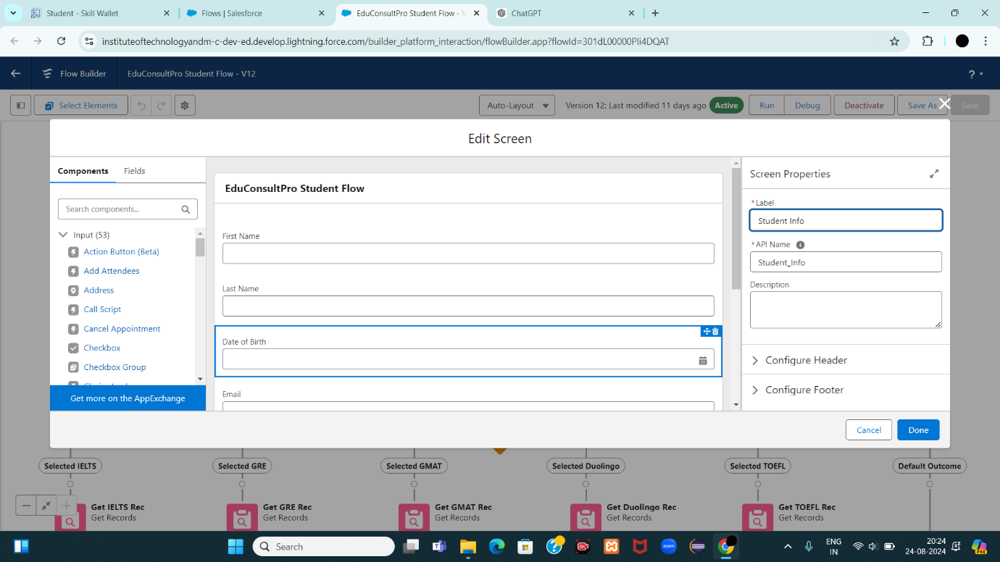 Student - Skill Wallet
Flows | Salesforce
EduConsultPro Student Flow -
ChatGPT
instituteoftechnologyandm-c-dev-ed.develop.lightning.force.com/builder_platform_interaction/flowBuilder.app?flowId=301dL00000PIi4DQAT
Flow Builder
EduConsultPro Student Flow - V12
?
Select Elements
Auto-Layout
Version 12: Last modified 11 days ago
Active
Run
Debug
Deactivate
Save As
Save
Edit Screen
Components
Fields
Search components...
Input (53)
Action Button (Beta)
Add Attendees
Address
Call Script
Cancel Appointment
Checkbox
Checkbox Group
Get more on the AppExchange
EduConsultPro Student Flow
First Name
Last Name
Date of Birth
Email
Screen Properties
*Label
Student Info
*API Name
Student_Info
Description
Configure Header
Configure Footer
Cancel
Done
Selected IELTS
Selected GRE
Selected GMAT
Selected Duolingo
Selected TOEFL
Default Outcome
Get IELTS Rec
Get Records
Get GRE Rec
Get Records
Get GMAT Rec
Get Records
Get Duolingo Rec
Get Records
Get TOEFL Rec
Get Records
Search
zoom
ENG
IN
20:24
24-08-2024
PRE